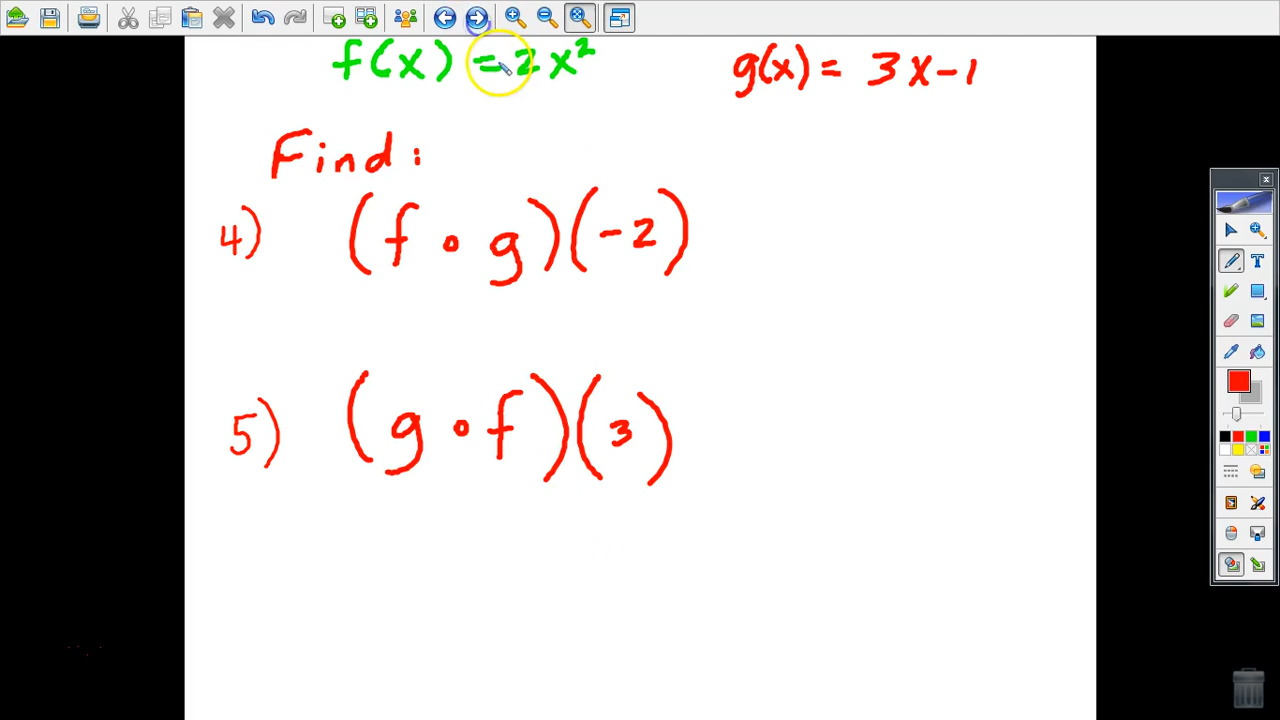 f(x) = 2x² g(x) = 3x-1
Find:
4) (f ∘ g)(-2)
5) (g ∘ f)(3)